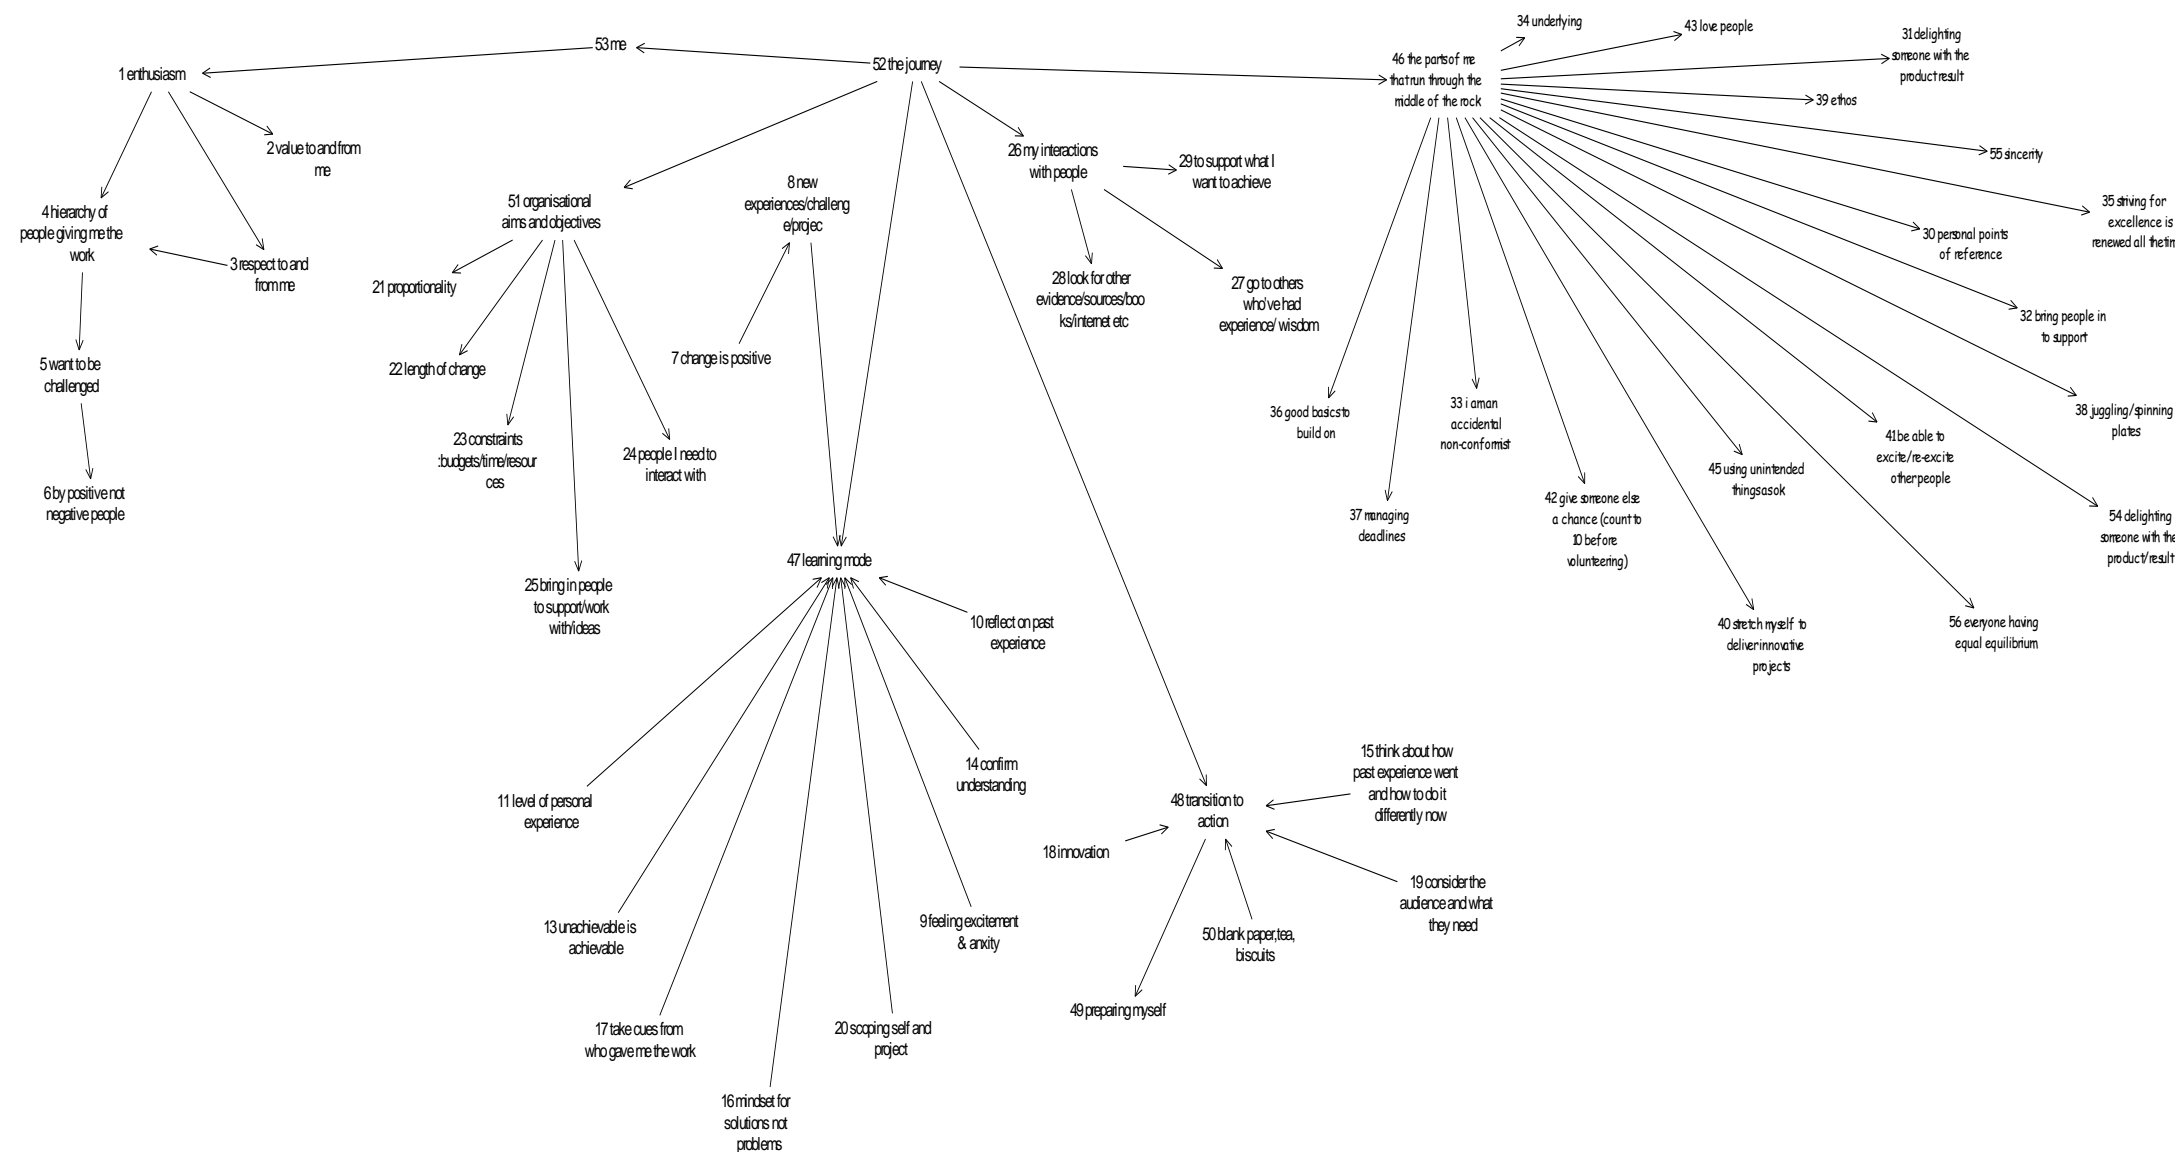 34 underlying
43 love people
31 delighting
someone with the
product result
53 me
52 the journey
46 the parts of me
that run through the
middle of the rock
1 enthusiasm
39 ethos
2 value to and from
me
26 my interactions
with people
29 to support what I
want to achieve
55 sincerity
8 new
experiences/challeng
e/projec
51 organisational
aims and objectives
4 hierarchy of
people giving me the
work
35 striving for
excellence is
renewed all the tim
30 personal points
of reference
3 respect to and
from me
21 proportionality
28 look for other
evidence/sources/boo
ks/internet etc
27 go to others
who've had
experience/ wisdom
32 bring people in
to support
5 want to be
challenged
22 length of change
7 change is positive
36 good basics to
build on
33 i am an
accidental
non-conformist
38 juggling/spinning
plates
23 constraints
:budgets/time/resour
ces
24 people I need to
interact with
41 be able to
excite/re-excite
other people
45 using unintended
things as ok
6 by positive not
negative people
42 give someone else
a chance (count to
10 before
volunteering)
37 managing
deadlines
54 delighting
someone with the
product/result
47 learning mode
25 bring in people
to support/work
with/ideas
10 reflect on past
experience
40 stretch myself to
deliver innovative
projects
56 everyone having
equal equilibrium
14 confirm
understanding
15 think about how
past experience went
and how to do it
differently now
11 level of personal
experience
48 transition to
action
18 innovation
19 consider the
audience and what
they need
13 unachievable is
achievable
9 feeling excitement
& anxity
50 blank paper,tea,
biscuits
49 preparing myself
17 take cues from
who gave me the work
20 scoping self and
project
16 mindset for
solutions not
problems